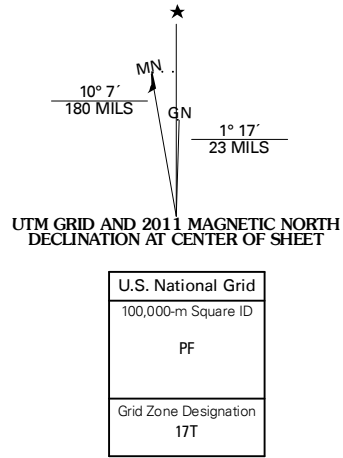 MN
10° 7´
180 MILS
GN
1° 17´
23 MILS
UTM GRID AND 2011 MAGNETIC NORTH
DECLINATION AT CENTER OF SHEET
U.S. National Grid
100,000-m Square ID
PF
Grid Zone Designation
17T